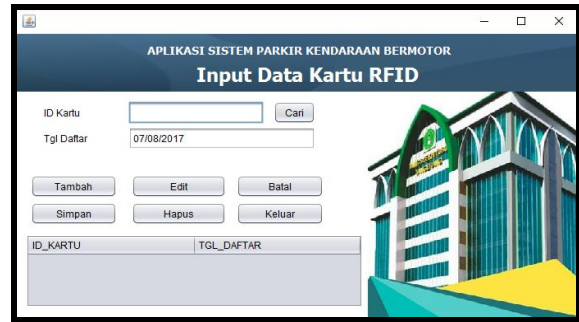 APLIKASI SISTEM PARKIR KENDARAAN BERMOTOR
Input Data Kartu RFID
ID Kartu
Cari
Tgl Daftar
07/08/2017
Tambah
Edit
Batal
Simpan
Hapus
Keluar
ID_KARTU
TGL_DAFTAR